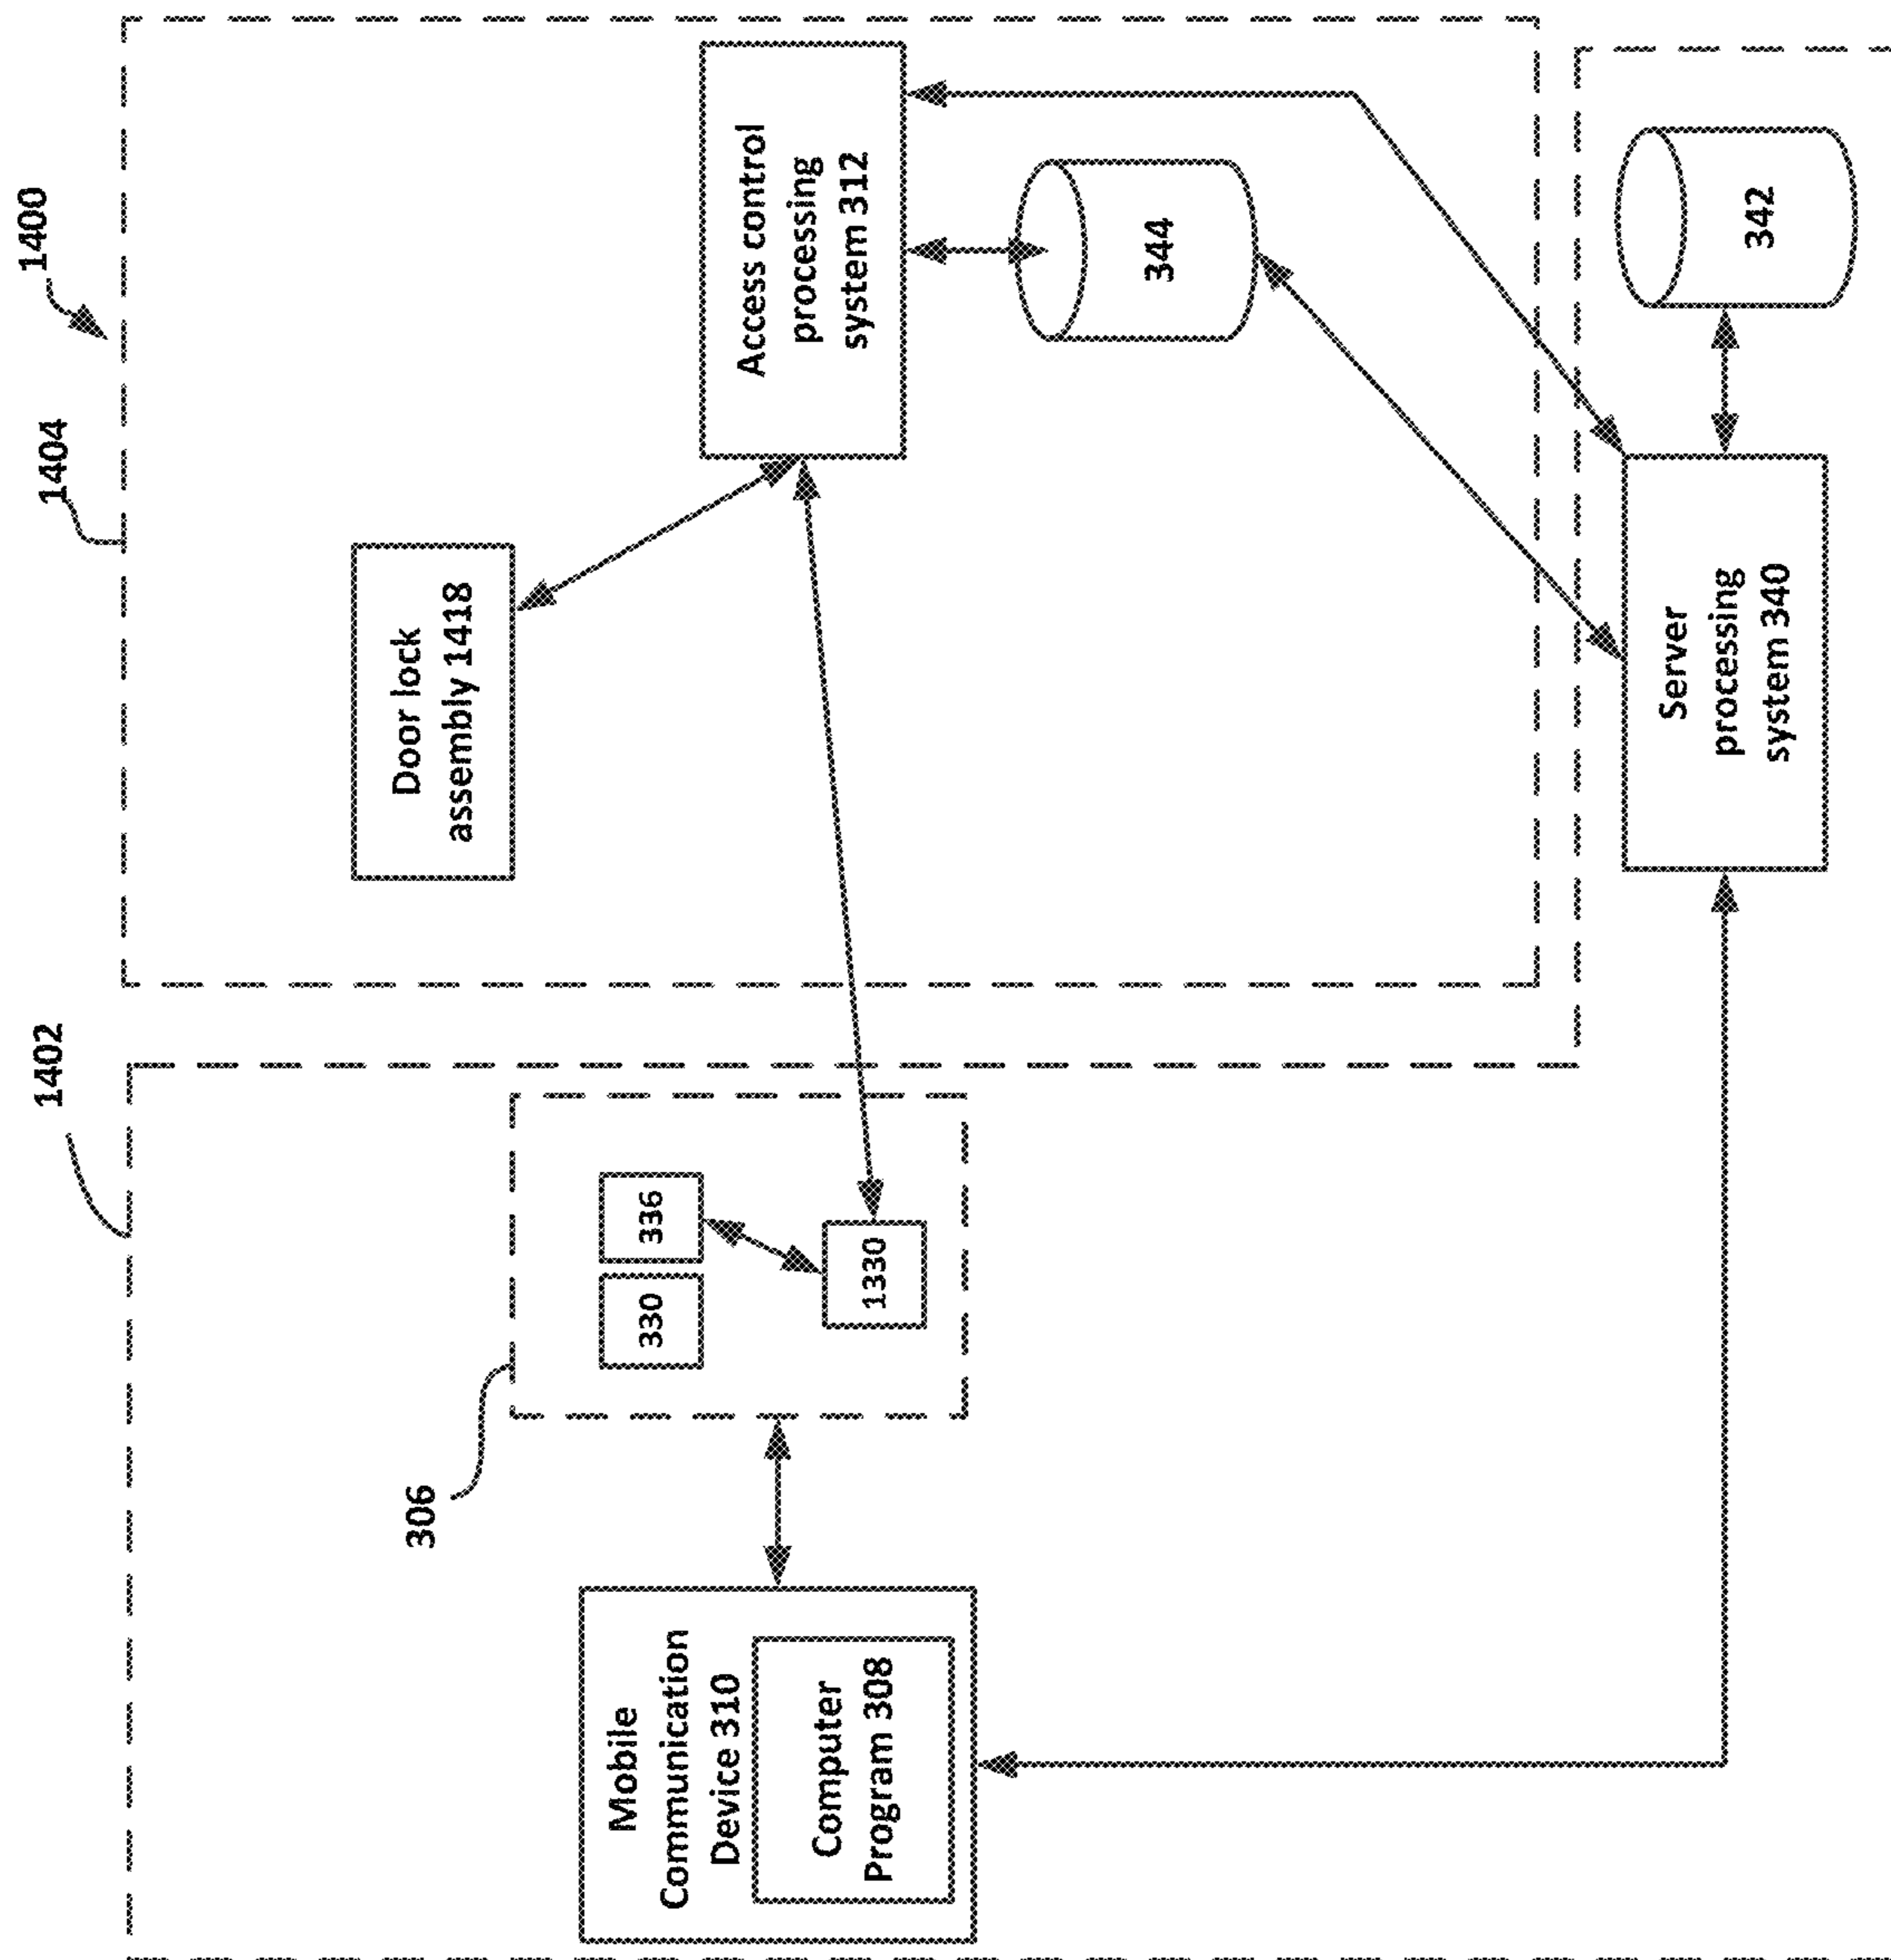 1400
1404
1402
306
Door lock
assembly 1418
Access control
processing
system 312
344
342
Server
processing
system 340
336
330
1330
Mobile
Communication
Device 310
Computer
Program 308